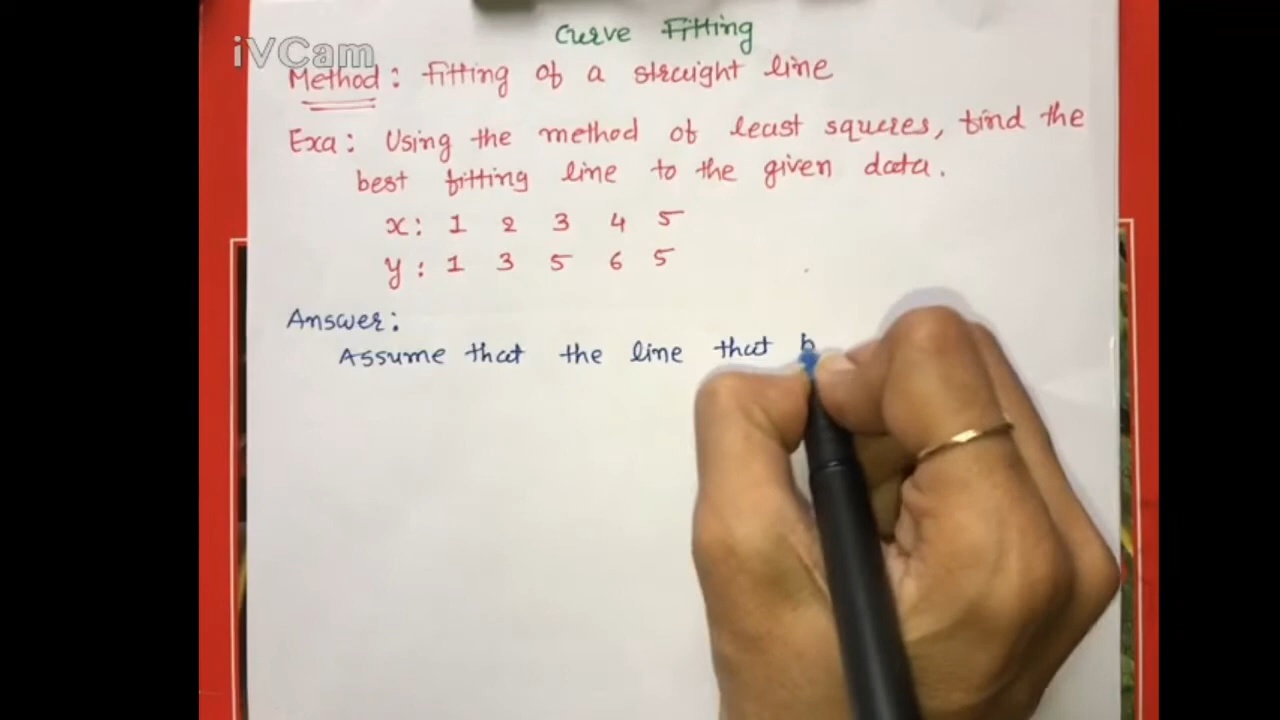 Curve Fitting
iVCam
Method: Fitting of a straight line
Exa: Using the method of least squeres, find the
best fitting line to the given data.
x: 1 2 3 4 5
y: 1 3 5 6 5
Answer:
Assume that the line that b